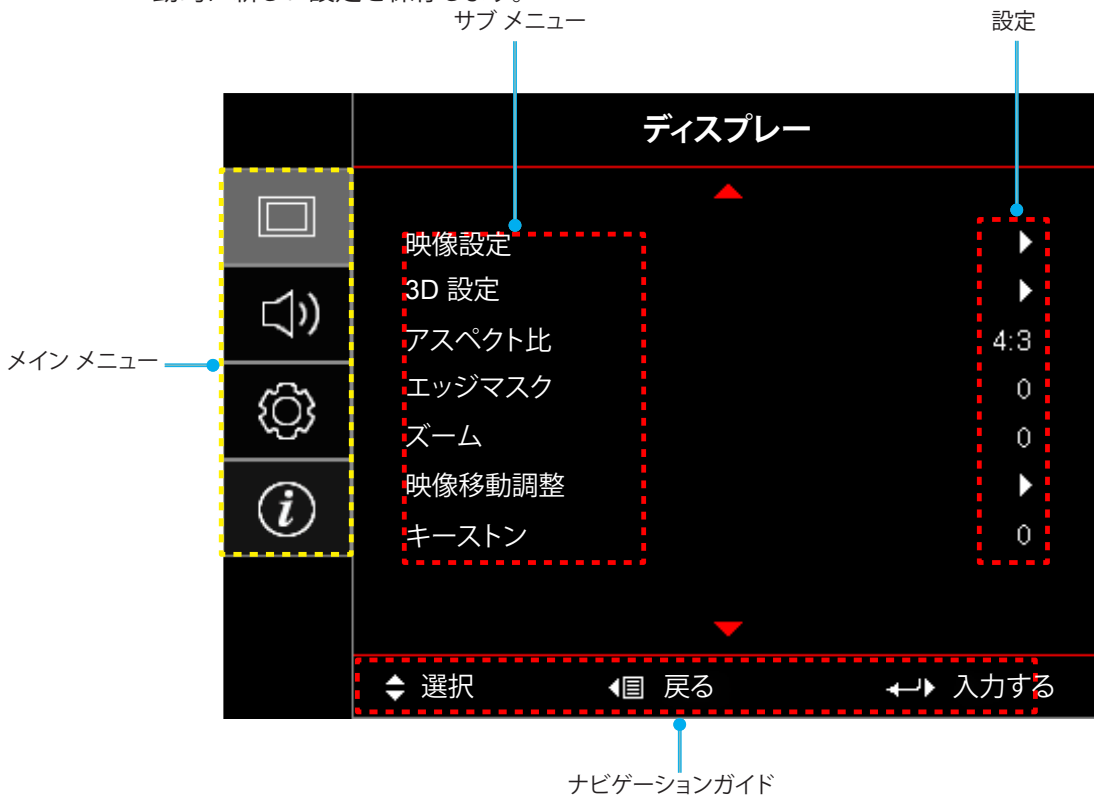 サブ メニュー
設定
ディスプレー
映像設定
3D 設定
アスペクト比 4:3
エッジマスク 0
ズーム 0
映像移動調整
キーストン 0
メイン メニュー
選択 戻る 入力する
ナビゲーションガイド